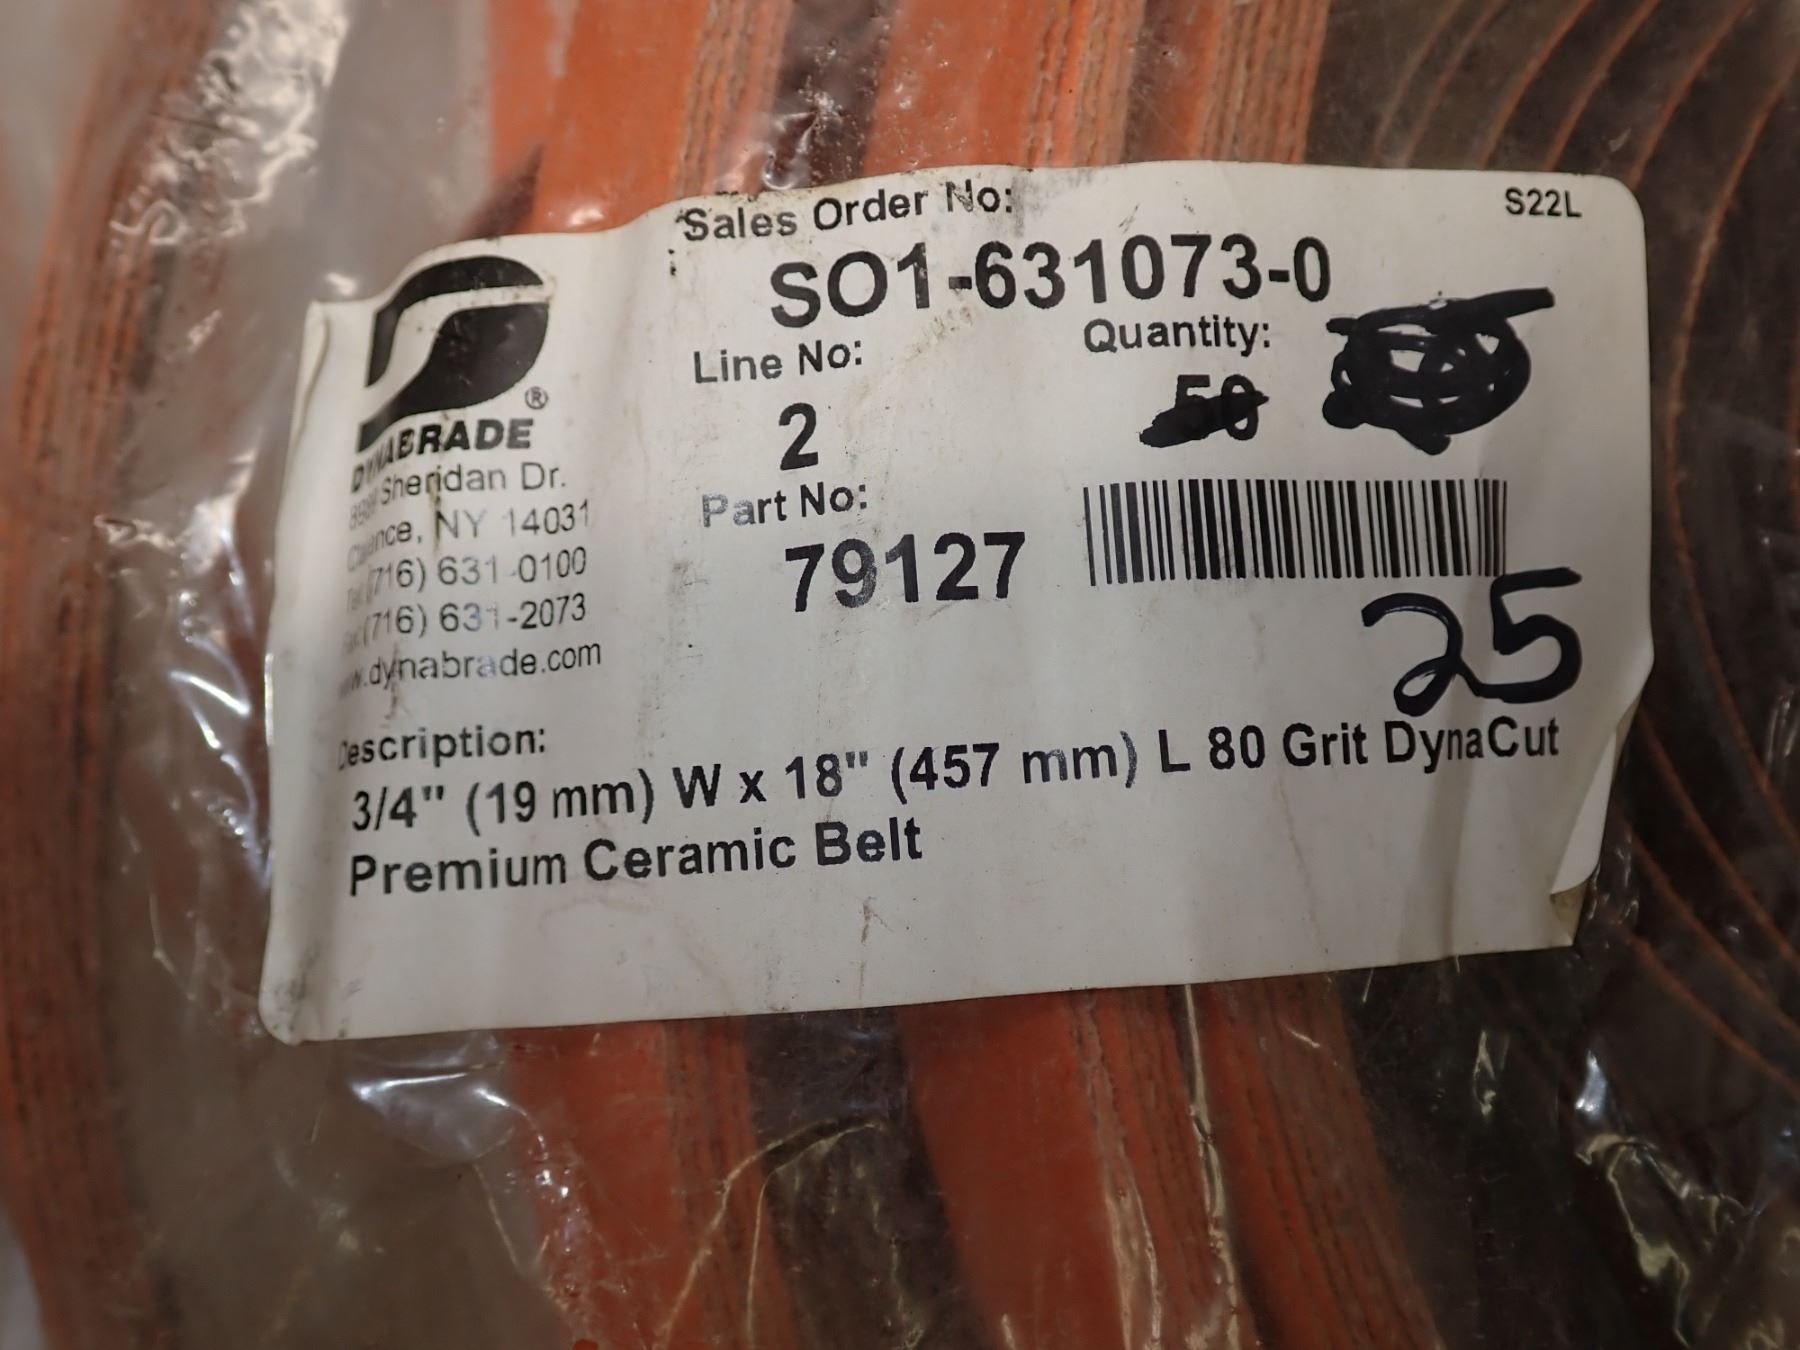 Sales Order No:
S22L
SO1-631073-0
Line No:
Quantity:
2
50
Part No:
79127
25
®
DYNABRADE
Sheridan Dr.
NY 14031
(716) 631-0100
(716) 631-2073
dynabrade.com
Description:
3/4" (19 mm) W x 18" (457 mm) L 80 Grit DynaCut
Premium Ceramic Belt